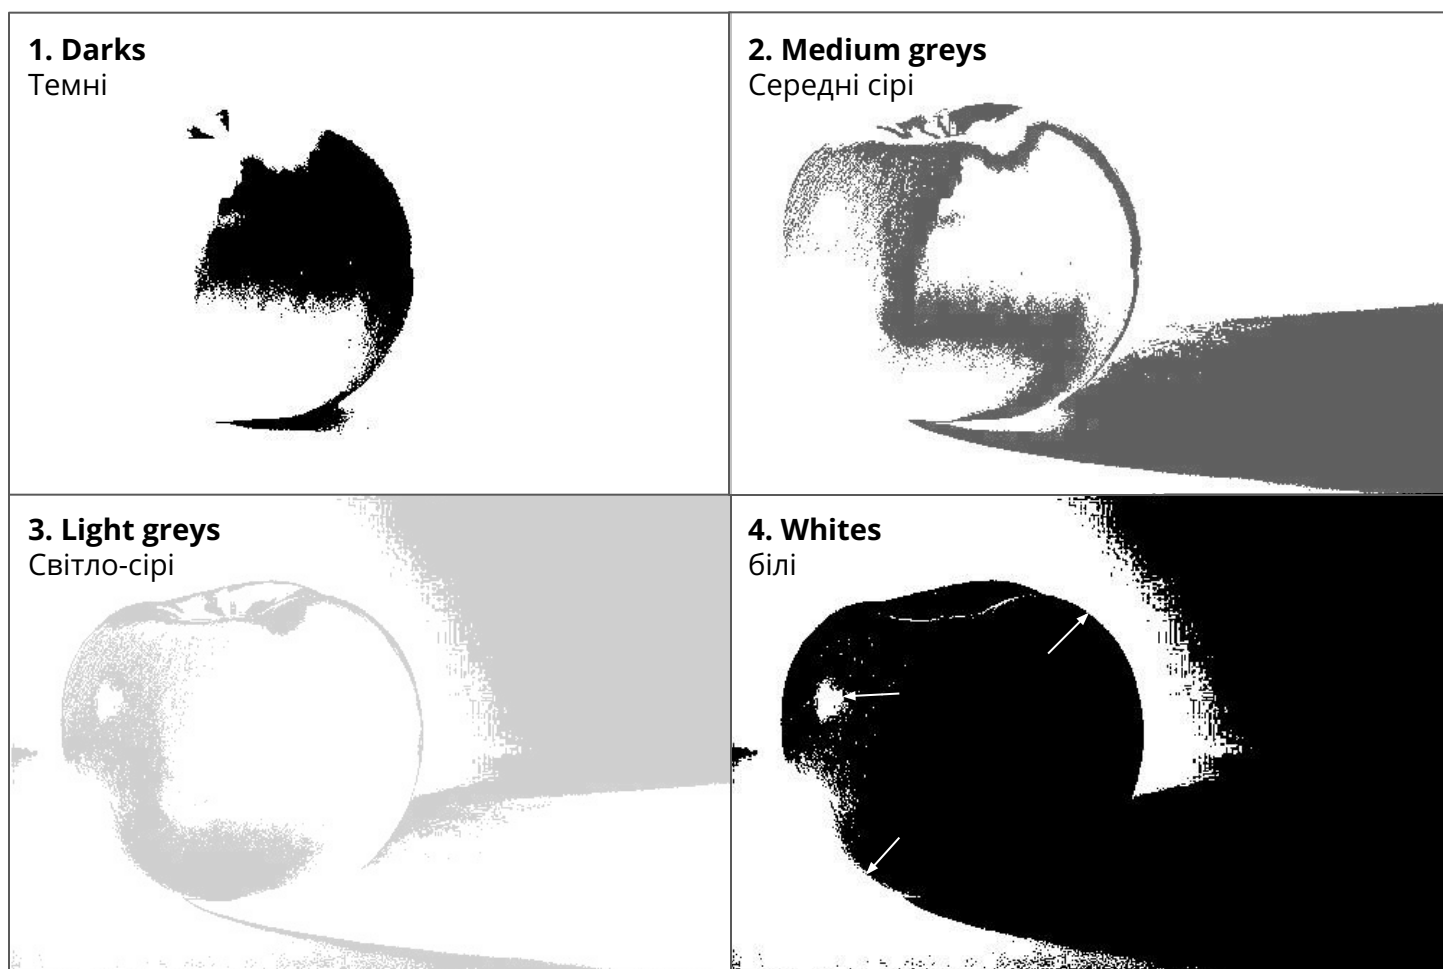 1. Darks
Темні
2. Medium greys
Середні сірі
3. Light greys
Світло-сірі
4. Whites
білі